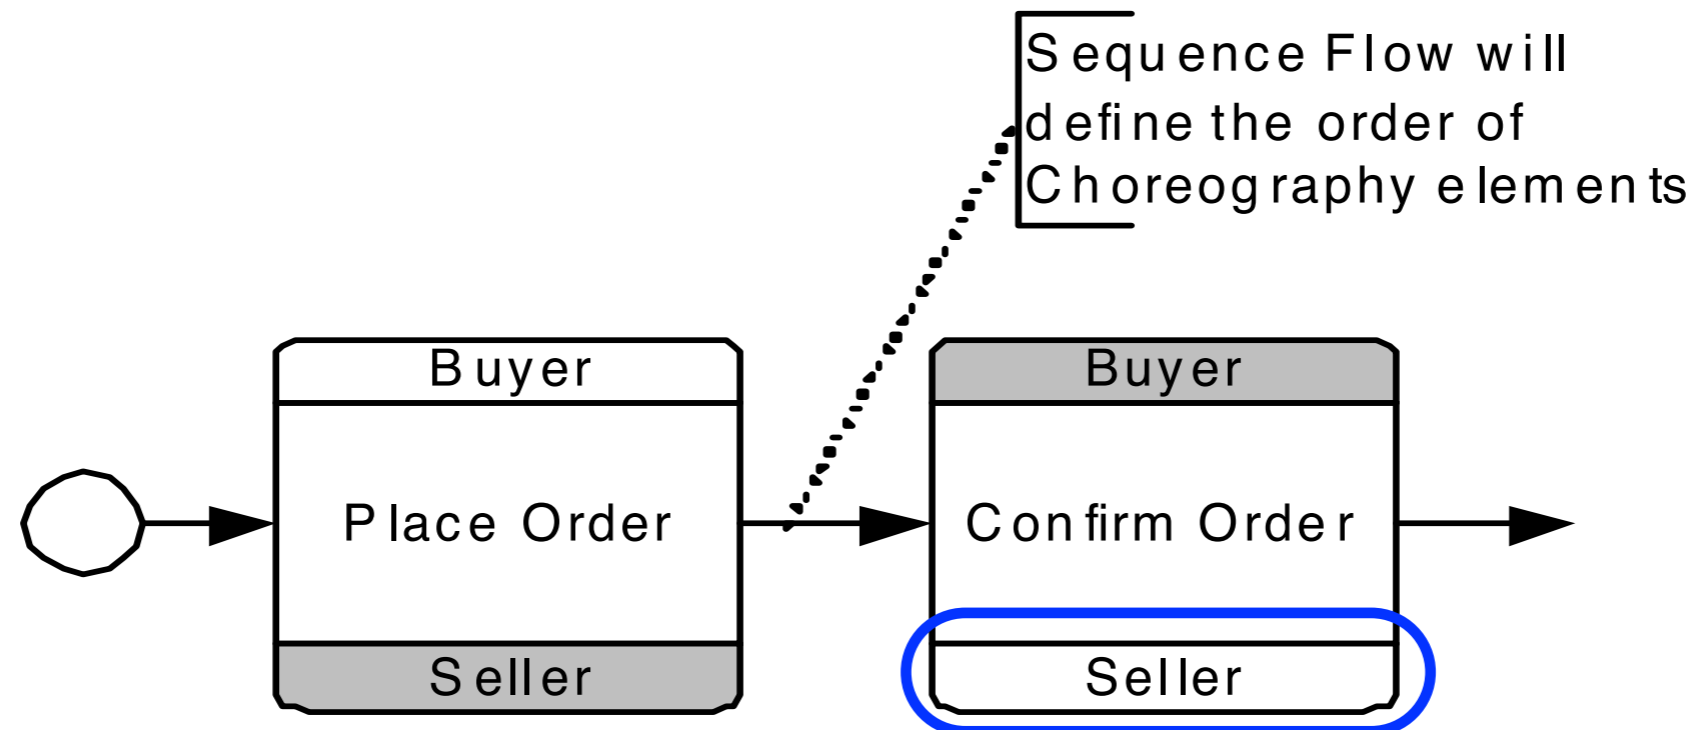 Sequence Flow will
define the order of
Choreography elements
Buyer
Place Order
Seller
Buyer
Confirm Order
Seller